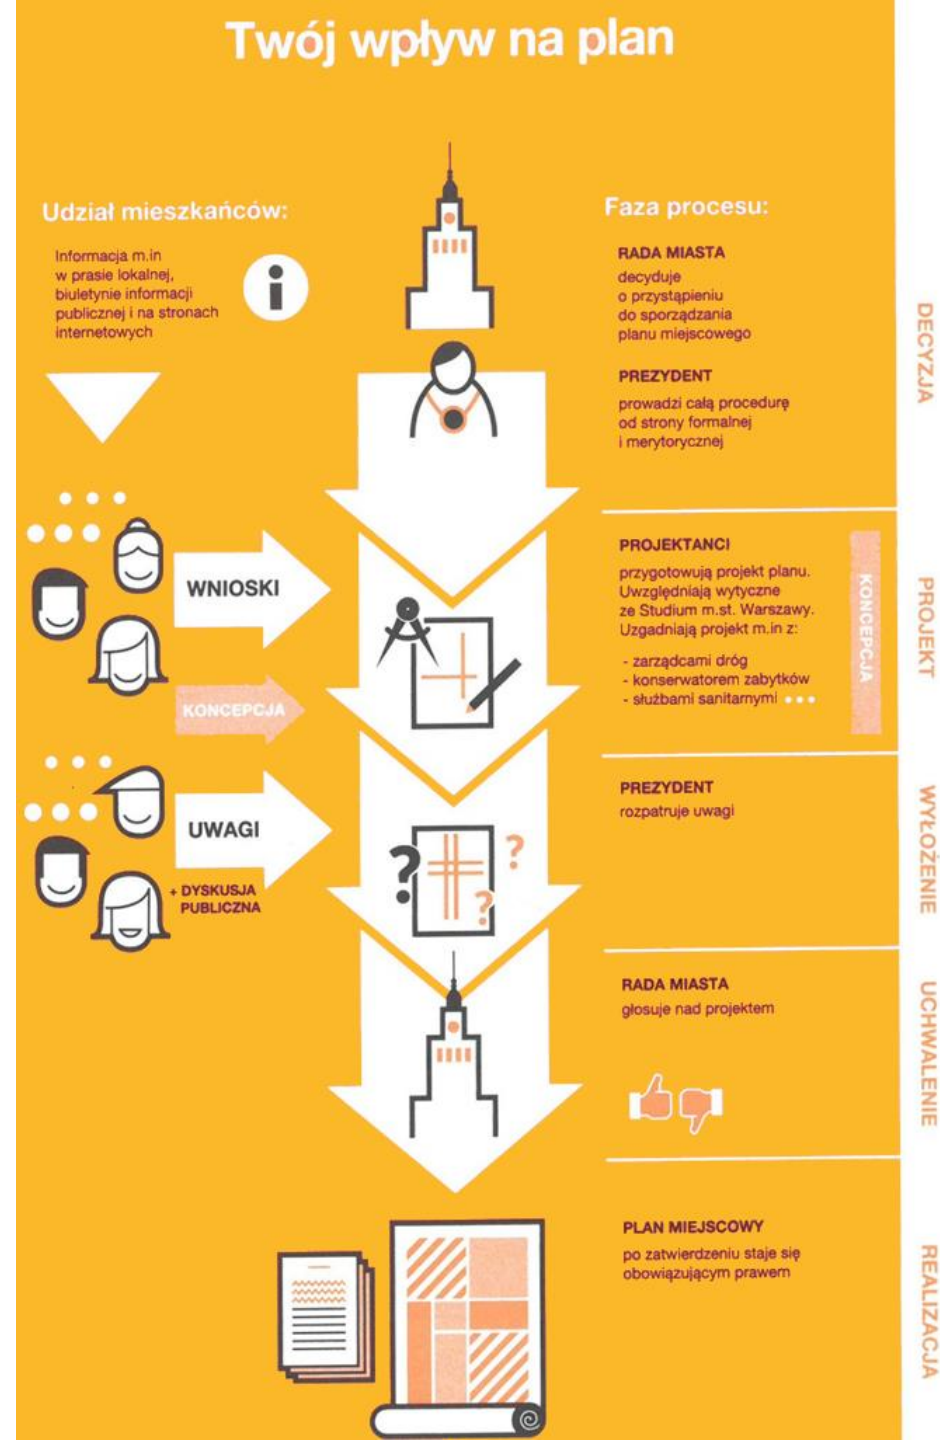 Twój wpływ na plan
Udział mieszkańców:
Informacja m.in
w prasie lokalnej,
biuletynie informacji
publicznej i na stronach
internetowych
Faza procesu:
RADA MIASTA
decyduje
o przystąpieniu
do sporządzania
planu miejscowego
PREZYDENT
prowadzi całą procedurę
od strony formalnej
i merytorycznej
DECYZJA
WNIOSKI
KONCEPCJA
PROJEKTANCI
przygotowują projekt planu.
Uwzględniają wytyczne
ze Studium m.st. Warszawy.
Uzgadniają projekt m.in z:
- zarządcami dróg
- konserwatorem zabytków
- służbami sanitarnymi •••
KONCEPCJA
PROJEKT
UWAGI
+ DYSKUSJA
PUBLICZNA
? ? ?
PREZYDENT
rozpatruje uwagi
WYŁOŻENIE
RADA MIASTA
głosuje nad projektem
UCHWALENIE
PLAN MIEJSCOWY
po zatwierdzeniu staje się
obowiązującym prawem
REALIZACJA